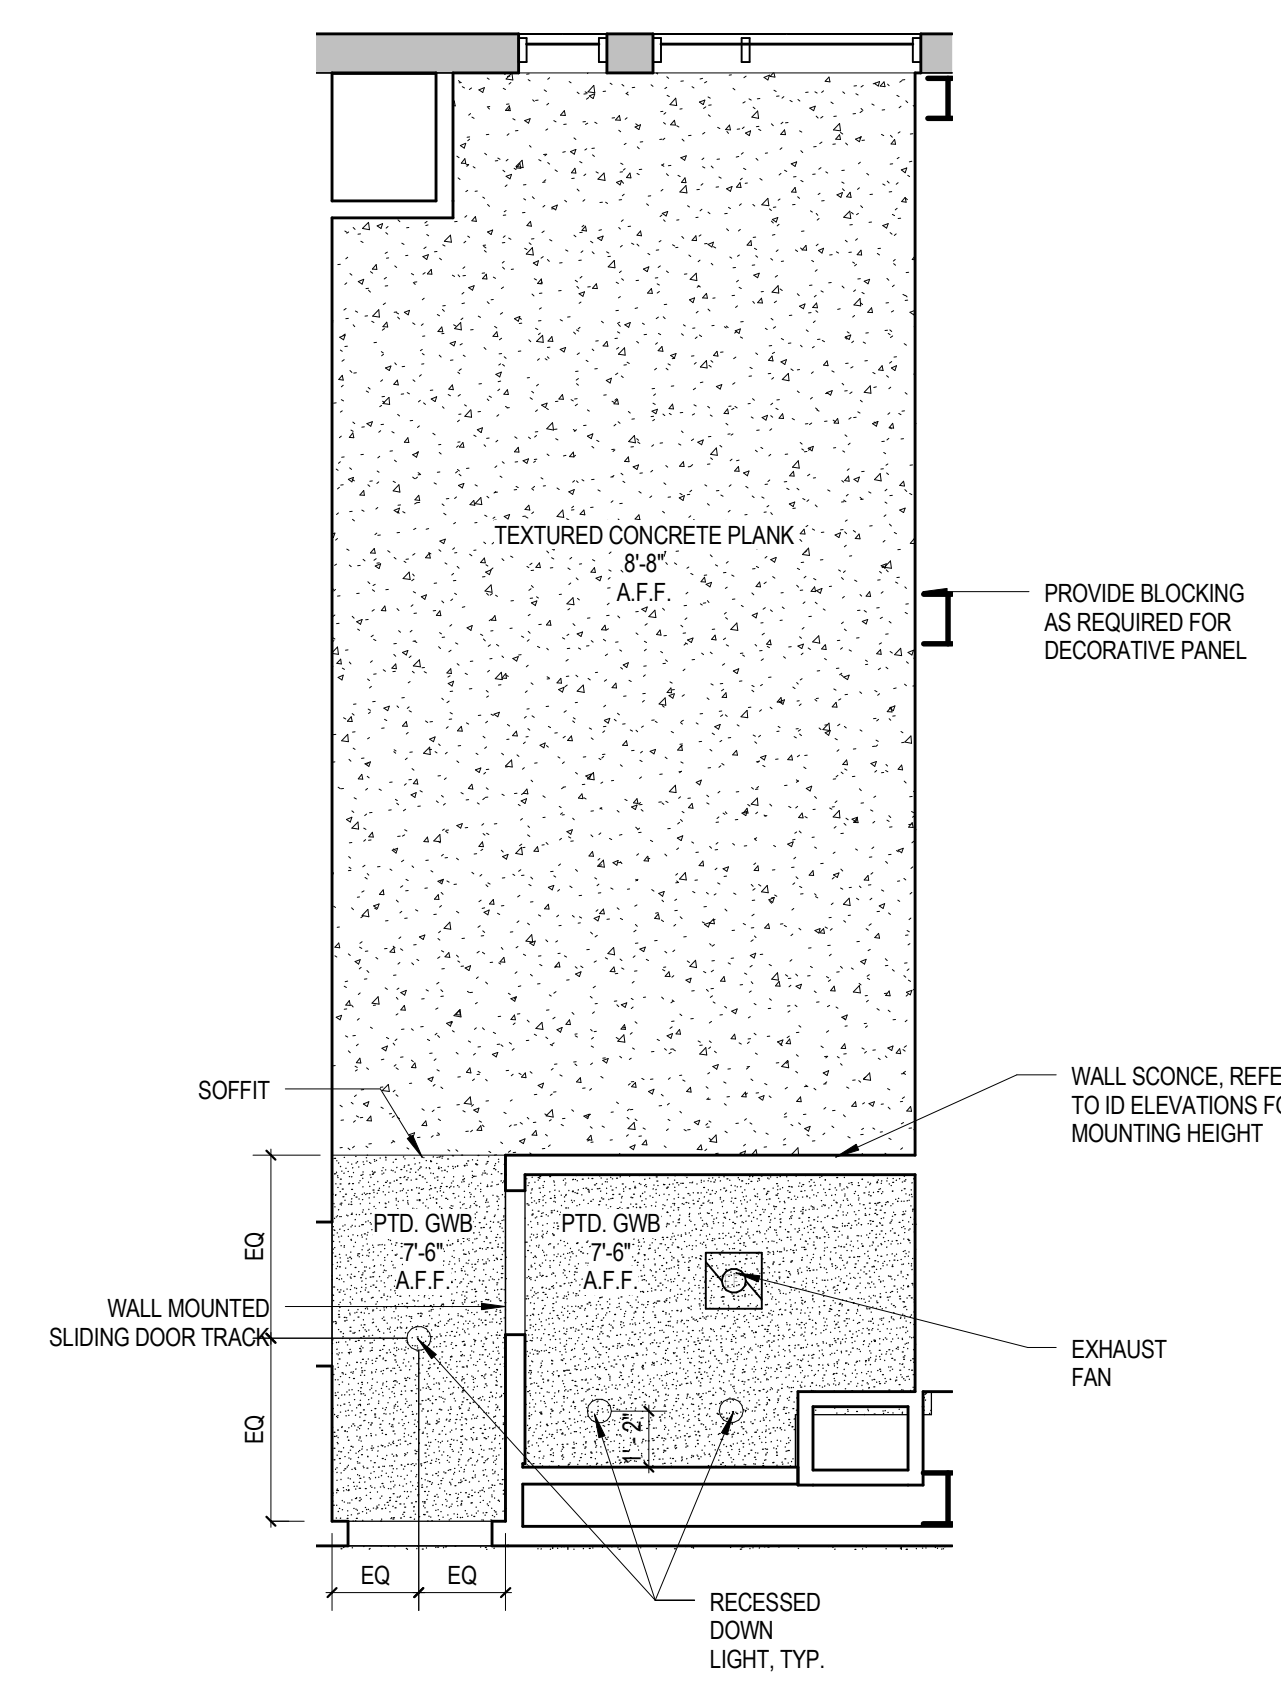 TEXTURED CONCRETE PLANK
8'-8"
A.F.F.
PROVIDE BLOCKING
AS REQUIRED FOR
DECORATIVE PANEL
SOFFIT
WALL SCONCE, REFE
TO ID ELEVATIONS FO
MOUNTING HEIGHT
PTD. GWB
7'-6"
A.F.F.
PTD. GWB
7'-6"
A.F.F.
EQ
WALL MOUNTED
SLIDING DOOR TRACK
EXHAUST
FAN
EQ
1'-2"
EQ
EQ
RECESSED
DOWN
LIGHT, TYP.